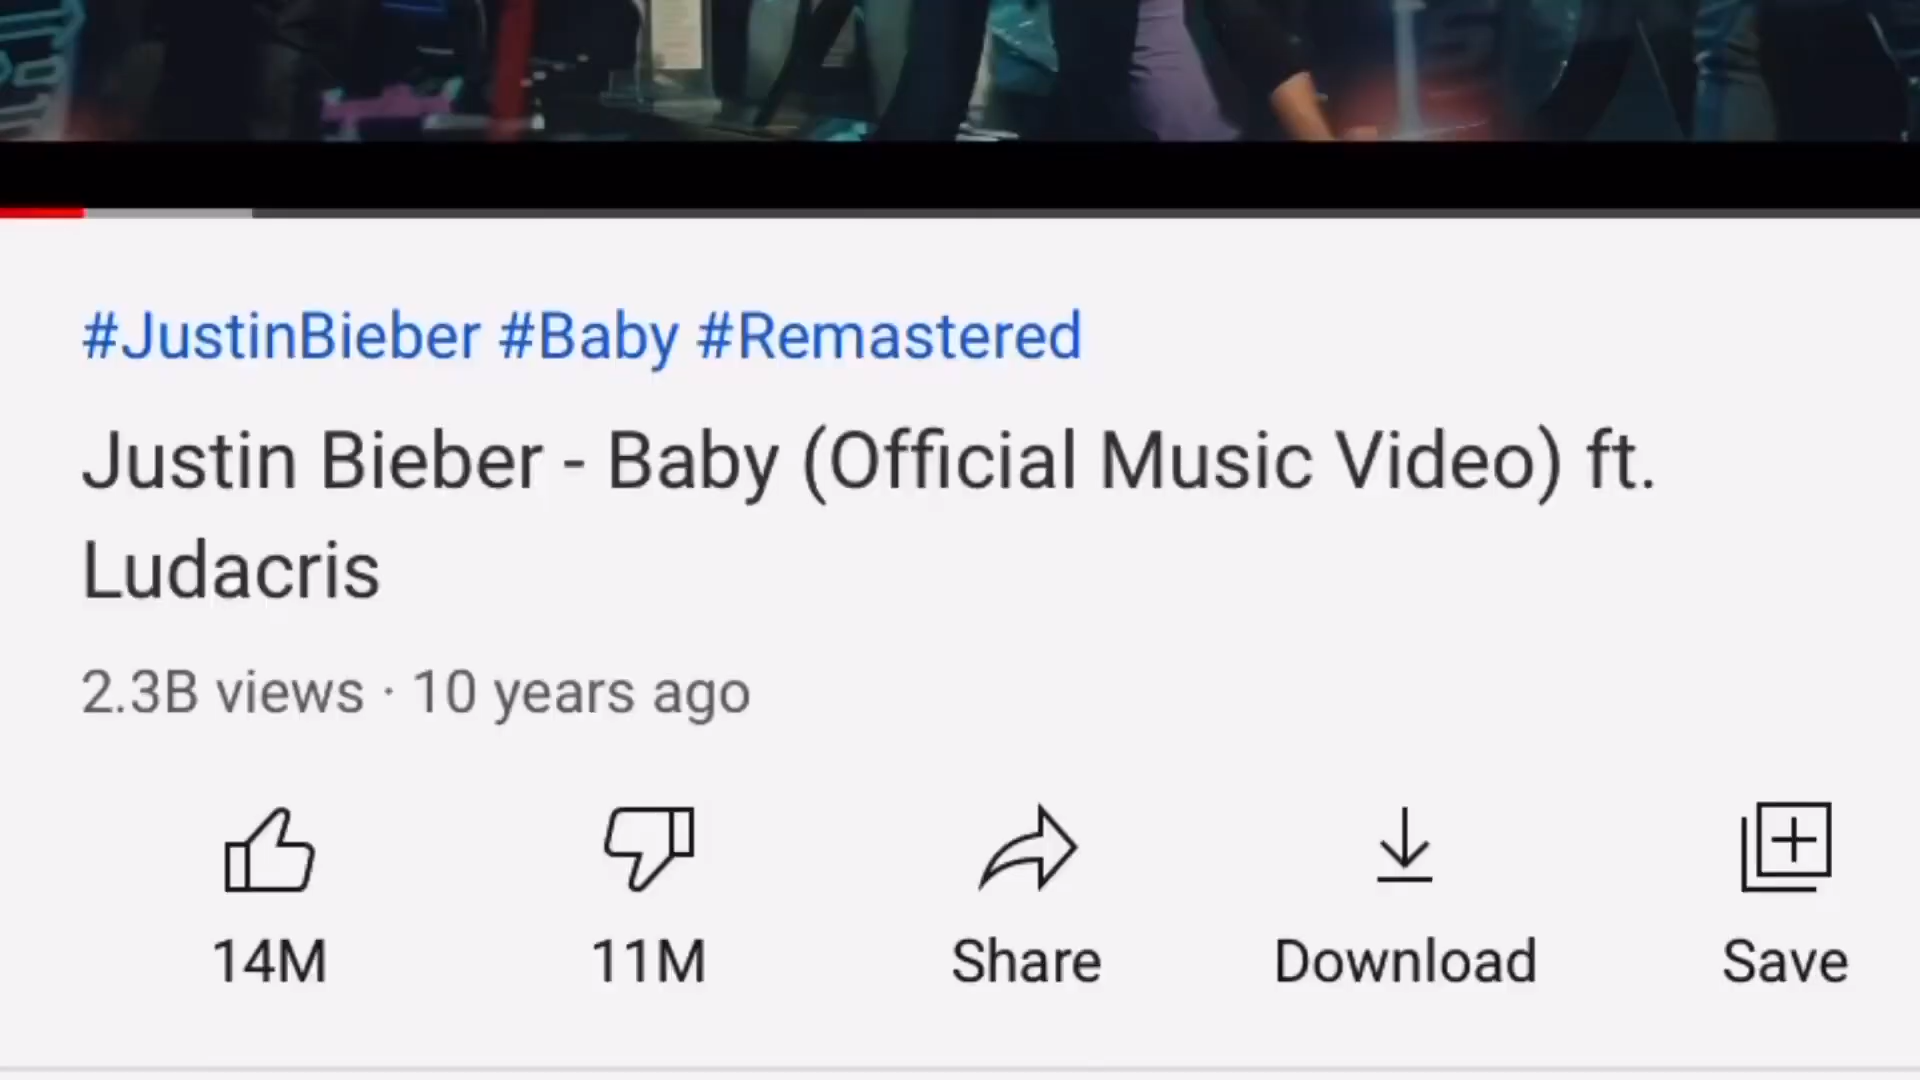 #JustinBieber #Baby #Remastered
Justin Bieber - Baby (Official Music Video) ft.
Ludacris
2.3B views · 10 years ago
14M 11M Share Download Save